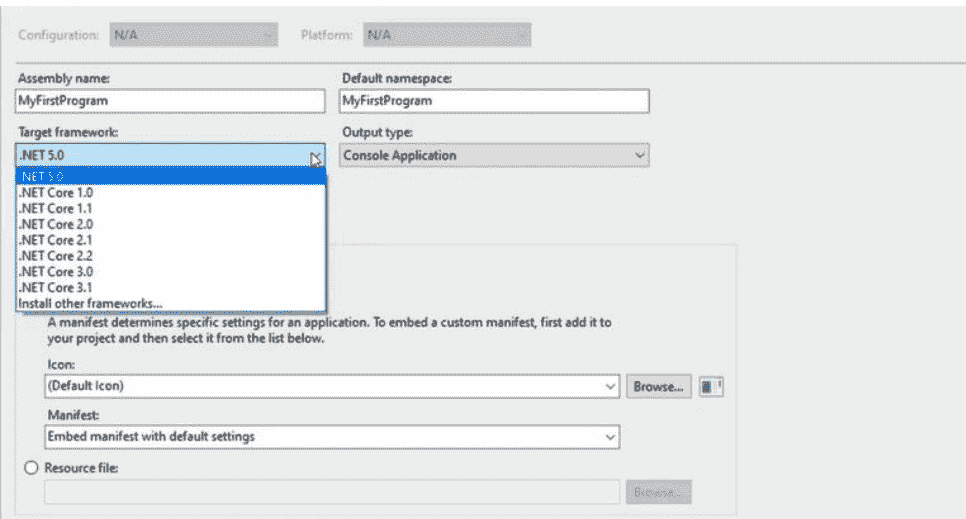 Configuration: N/A Platform: N/A
Assembly name: Default namespace:
MyFirstProgram MyFirstProgram
Target framework: Output type:
.NET 5.0 Console Application
.NET 5.0
.NET Core 1.0
.NET Core 1.1
.NET Core 2.0
.NET Core 2.1
.NET Core 2.2
.NET Core 3.0
.NET Core 3.1
Install other frameworks...
A manifest determines specific settings for an application. To embed a custom manifest, first add it to
your project and then select it from the list below.
Icon:
(Default Icon) Browse...
Manifest:
Embed manifest with default settings
Resource file:
Browse...